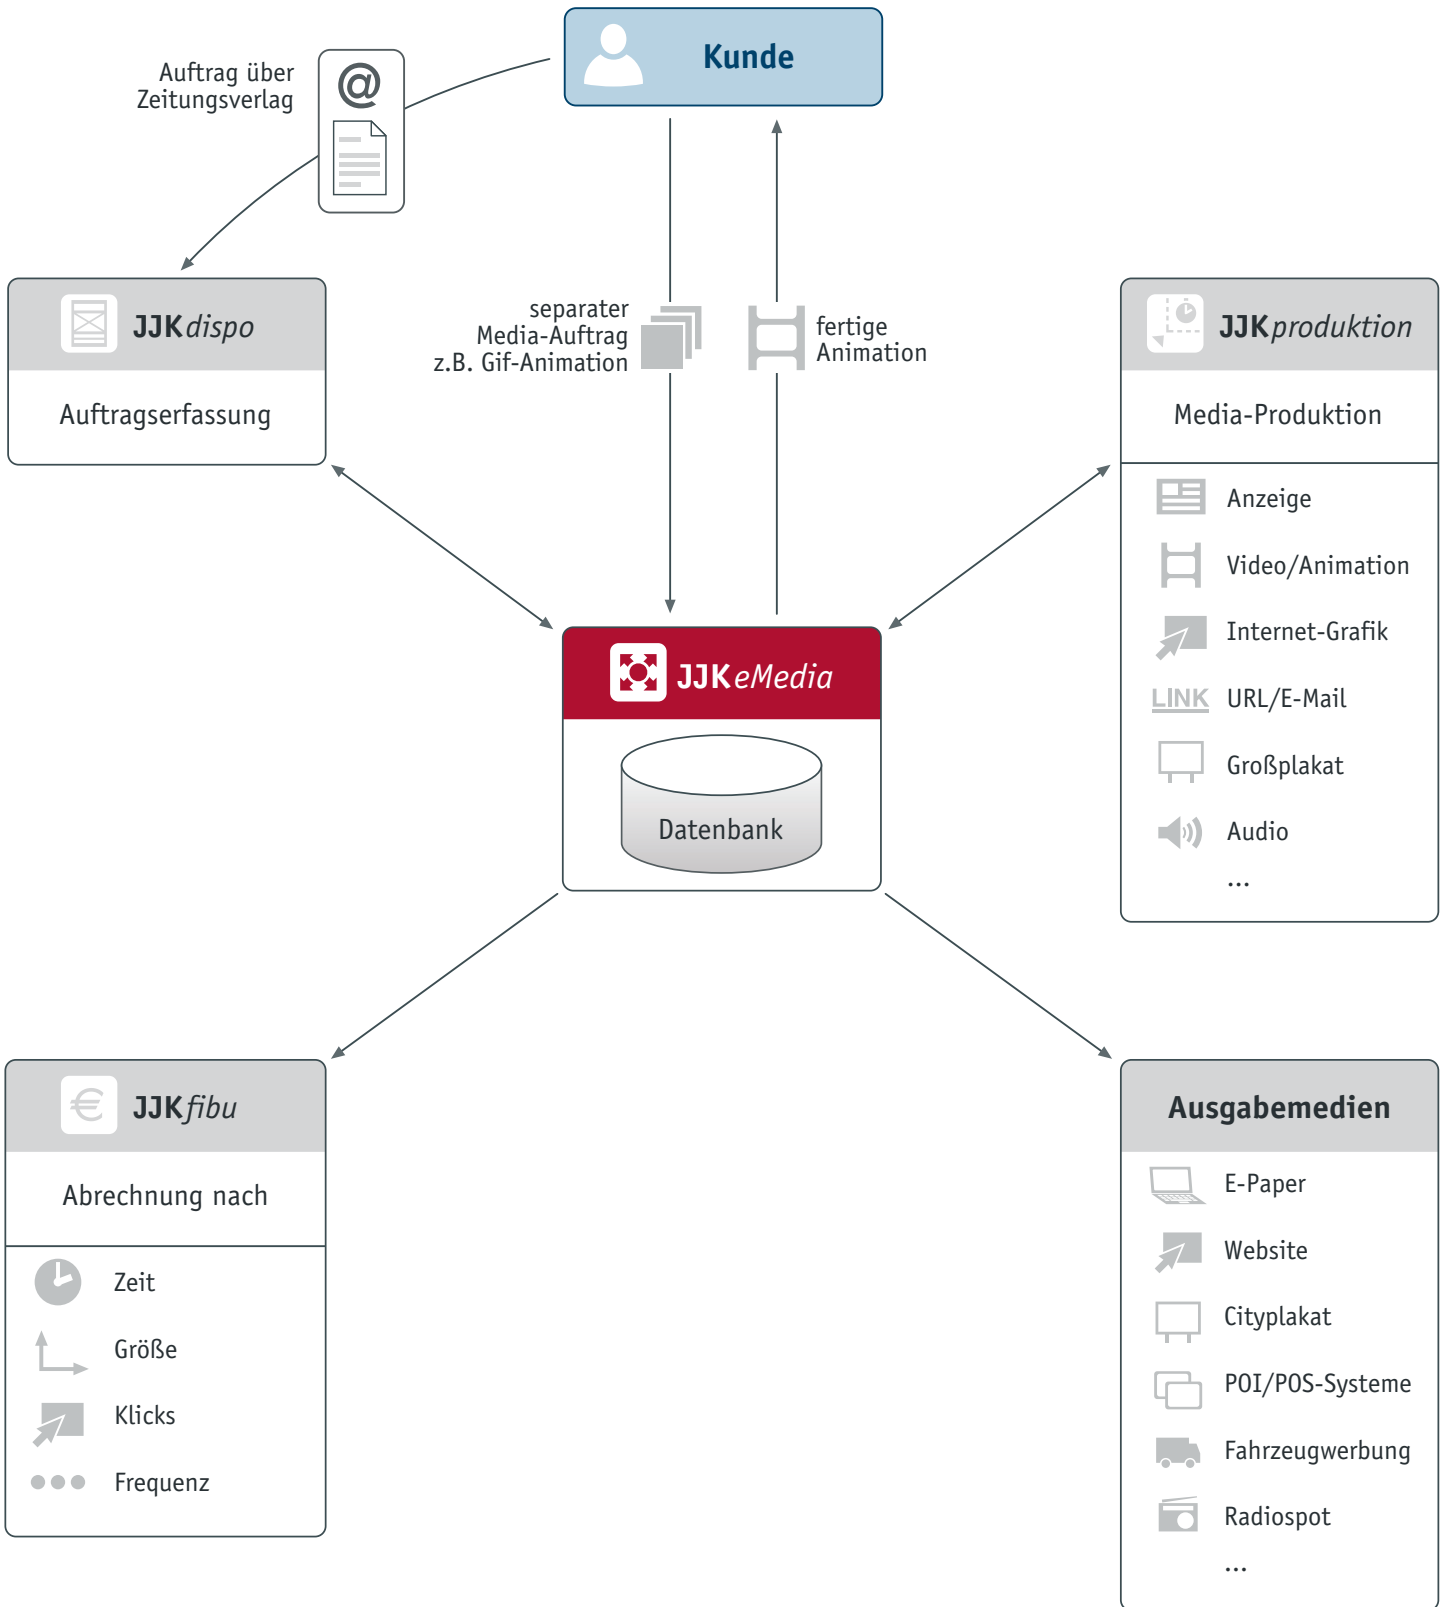 Kunde
Auftrag über
Zeitungsverlag
@
JJKdispo
Auftragserfassung
separater
Media-Auftrag
z.B. Gif-Animation
fertige
Animation
JJKproduktion
Media-Produktion
Anzeige
Video/Animation
Internet-Grafik
LINK URL/E-Mail
Großplakat
Audio
...
JJKeMedia
Datenbank
JJKfibu
Abrechnung nach
Zeit
Größe
Klicks
Frequenz
Ausgabemedien
E-Paper
Website
Cityplakat
POI/POS-Systeme
Fahrzeugwerbung
Radiospot
...